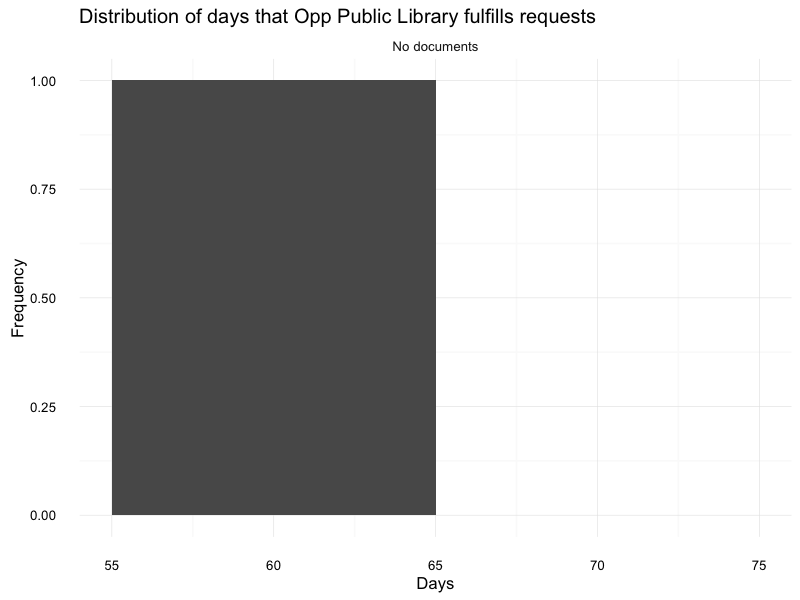 Distribution of days that Opp Public Library fulfills requests
No documents
1.00
0.75
0.50
0.25
0.00
Frequency
55 60 65 70 75
Days